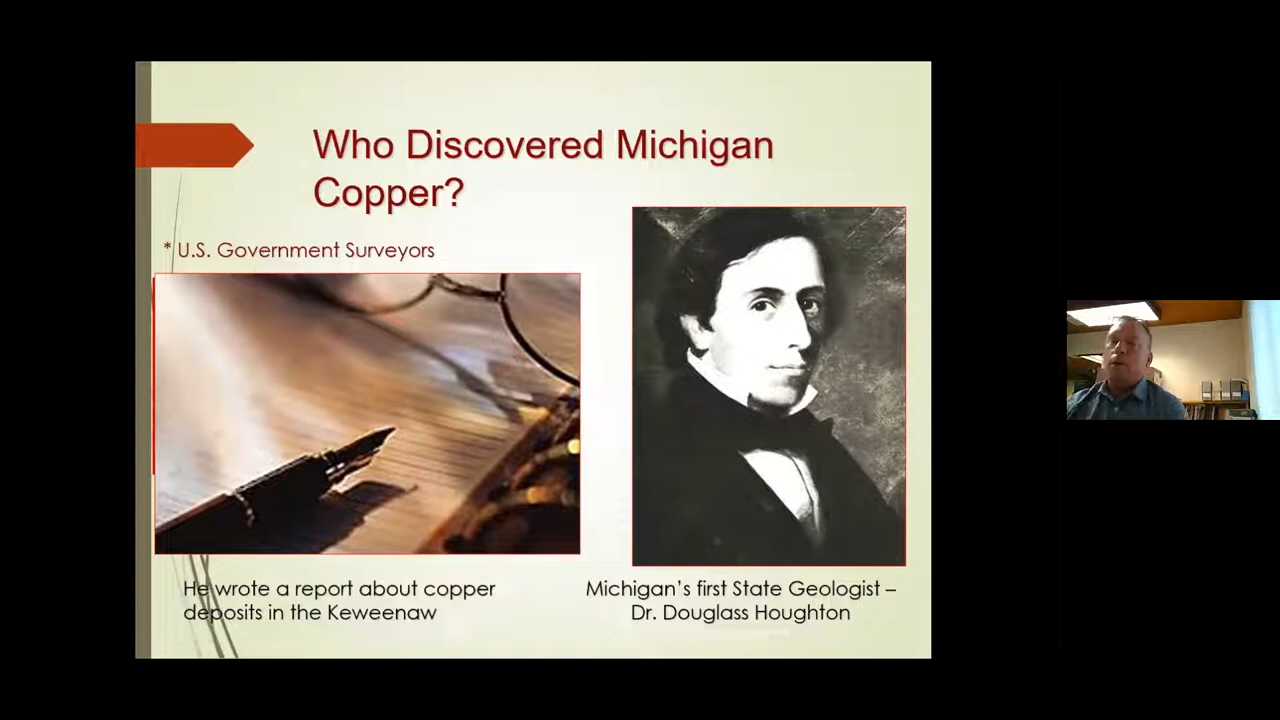 Who Discovered Michigan
Copper?
* U.S. Government Surveyors
He wrote a report about copper
deposits in the Keweenaw
Michigan’s first State Geologist –
Dr. Douglass Houghton